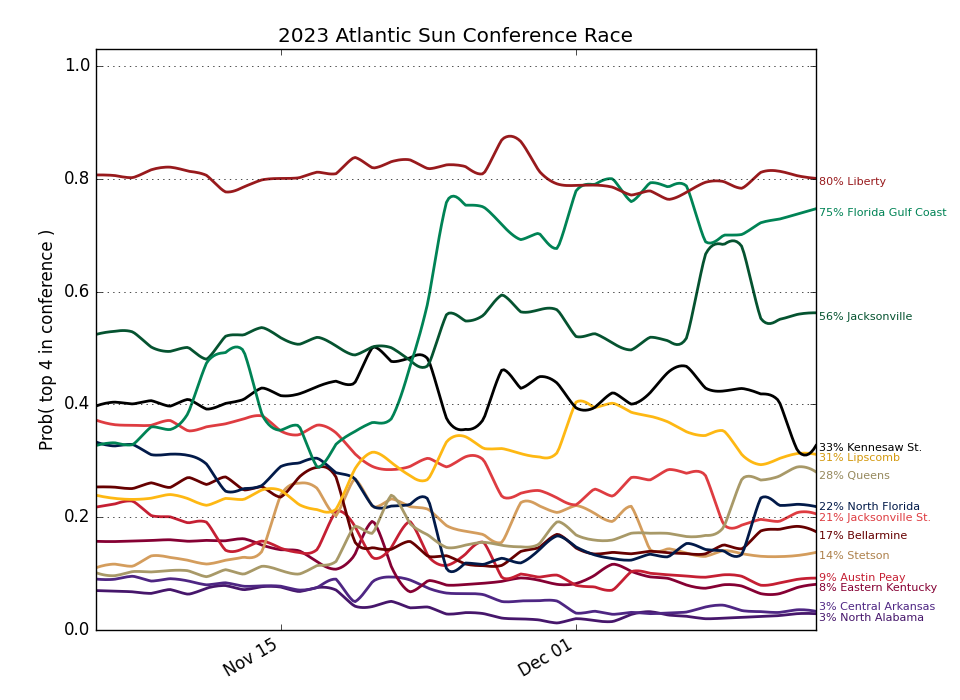 2023 Atlantic Sun Conference Race
Prob( top 4 in conference )
1.0
0.8
0.6
0.4
0.2
0.0
Nov 15
Dec 01
80% Liberty
75% Florida Gulf Coast
56% Jacksonville
33% Kennesaw St.
31% Lipscomb
28% Queens
22% North Florida
21% Jacksonville St.
17% Bellarmine
14% Stetson
9% Austin Peay
8% Eastern Kentucky
3% Central Arkansas
3% North Alabama